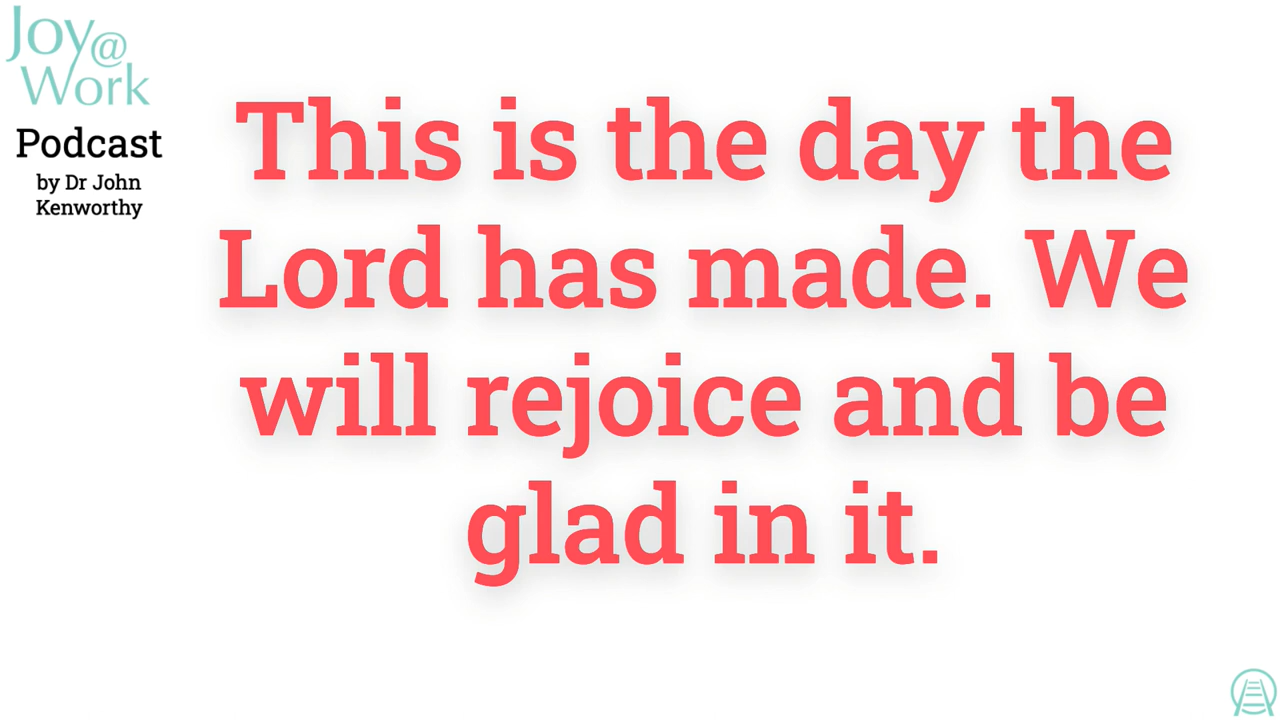 Joy@
Work
Podcast
by Dr John
Kenworthy
This is the day the
Lord has made. We
will rejoice and be
glad in it.